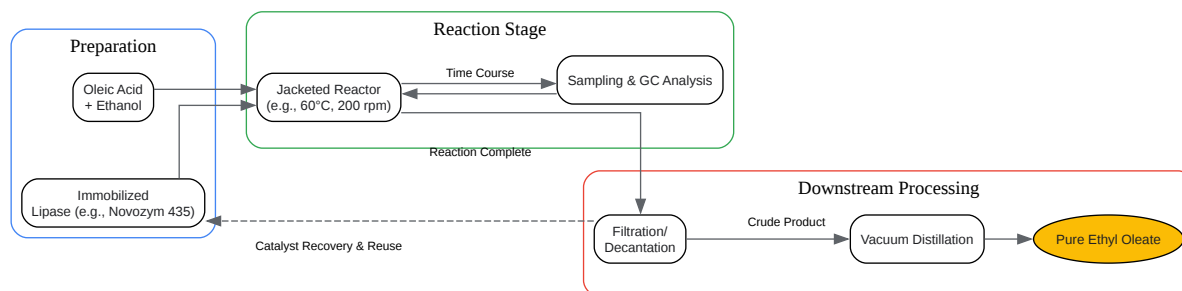 Preparation
Oleic Acid
+ Ethanol
Immobilized
Lipase (e.g., Novozym 435)
Reaction Stage
Jacketed Reactor
(e.g., 60°C, 200 rpm)
Time Course
Sampling & GC Analysis
Reaction Complete
Downstream Processing
Filtration/
Decantation
Crude Product
Vacuum Distillation
Pure Ethyl Oleate
Catalyst Recovery & Reuse